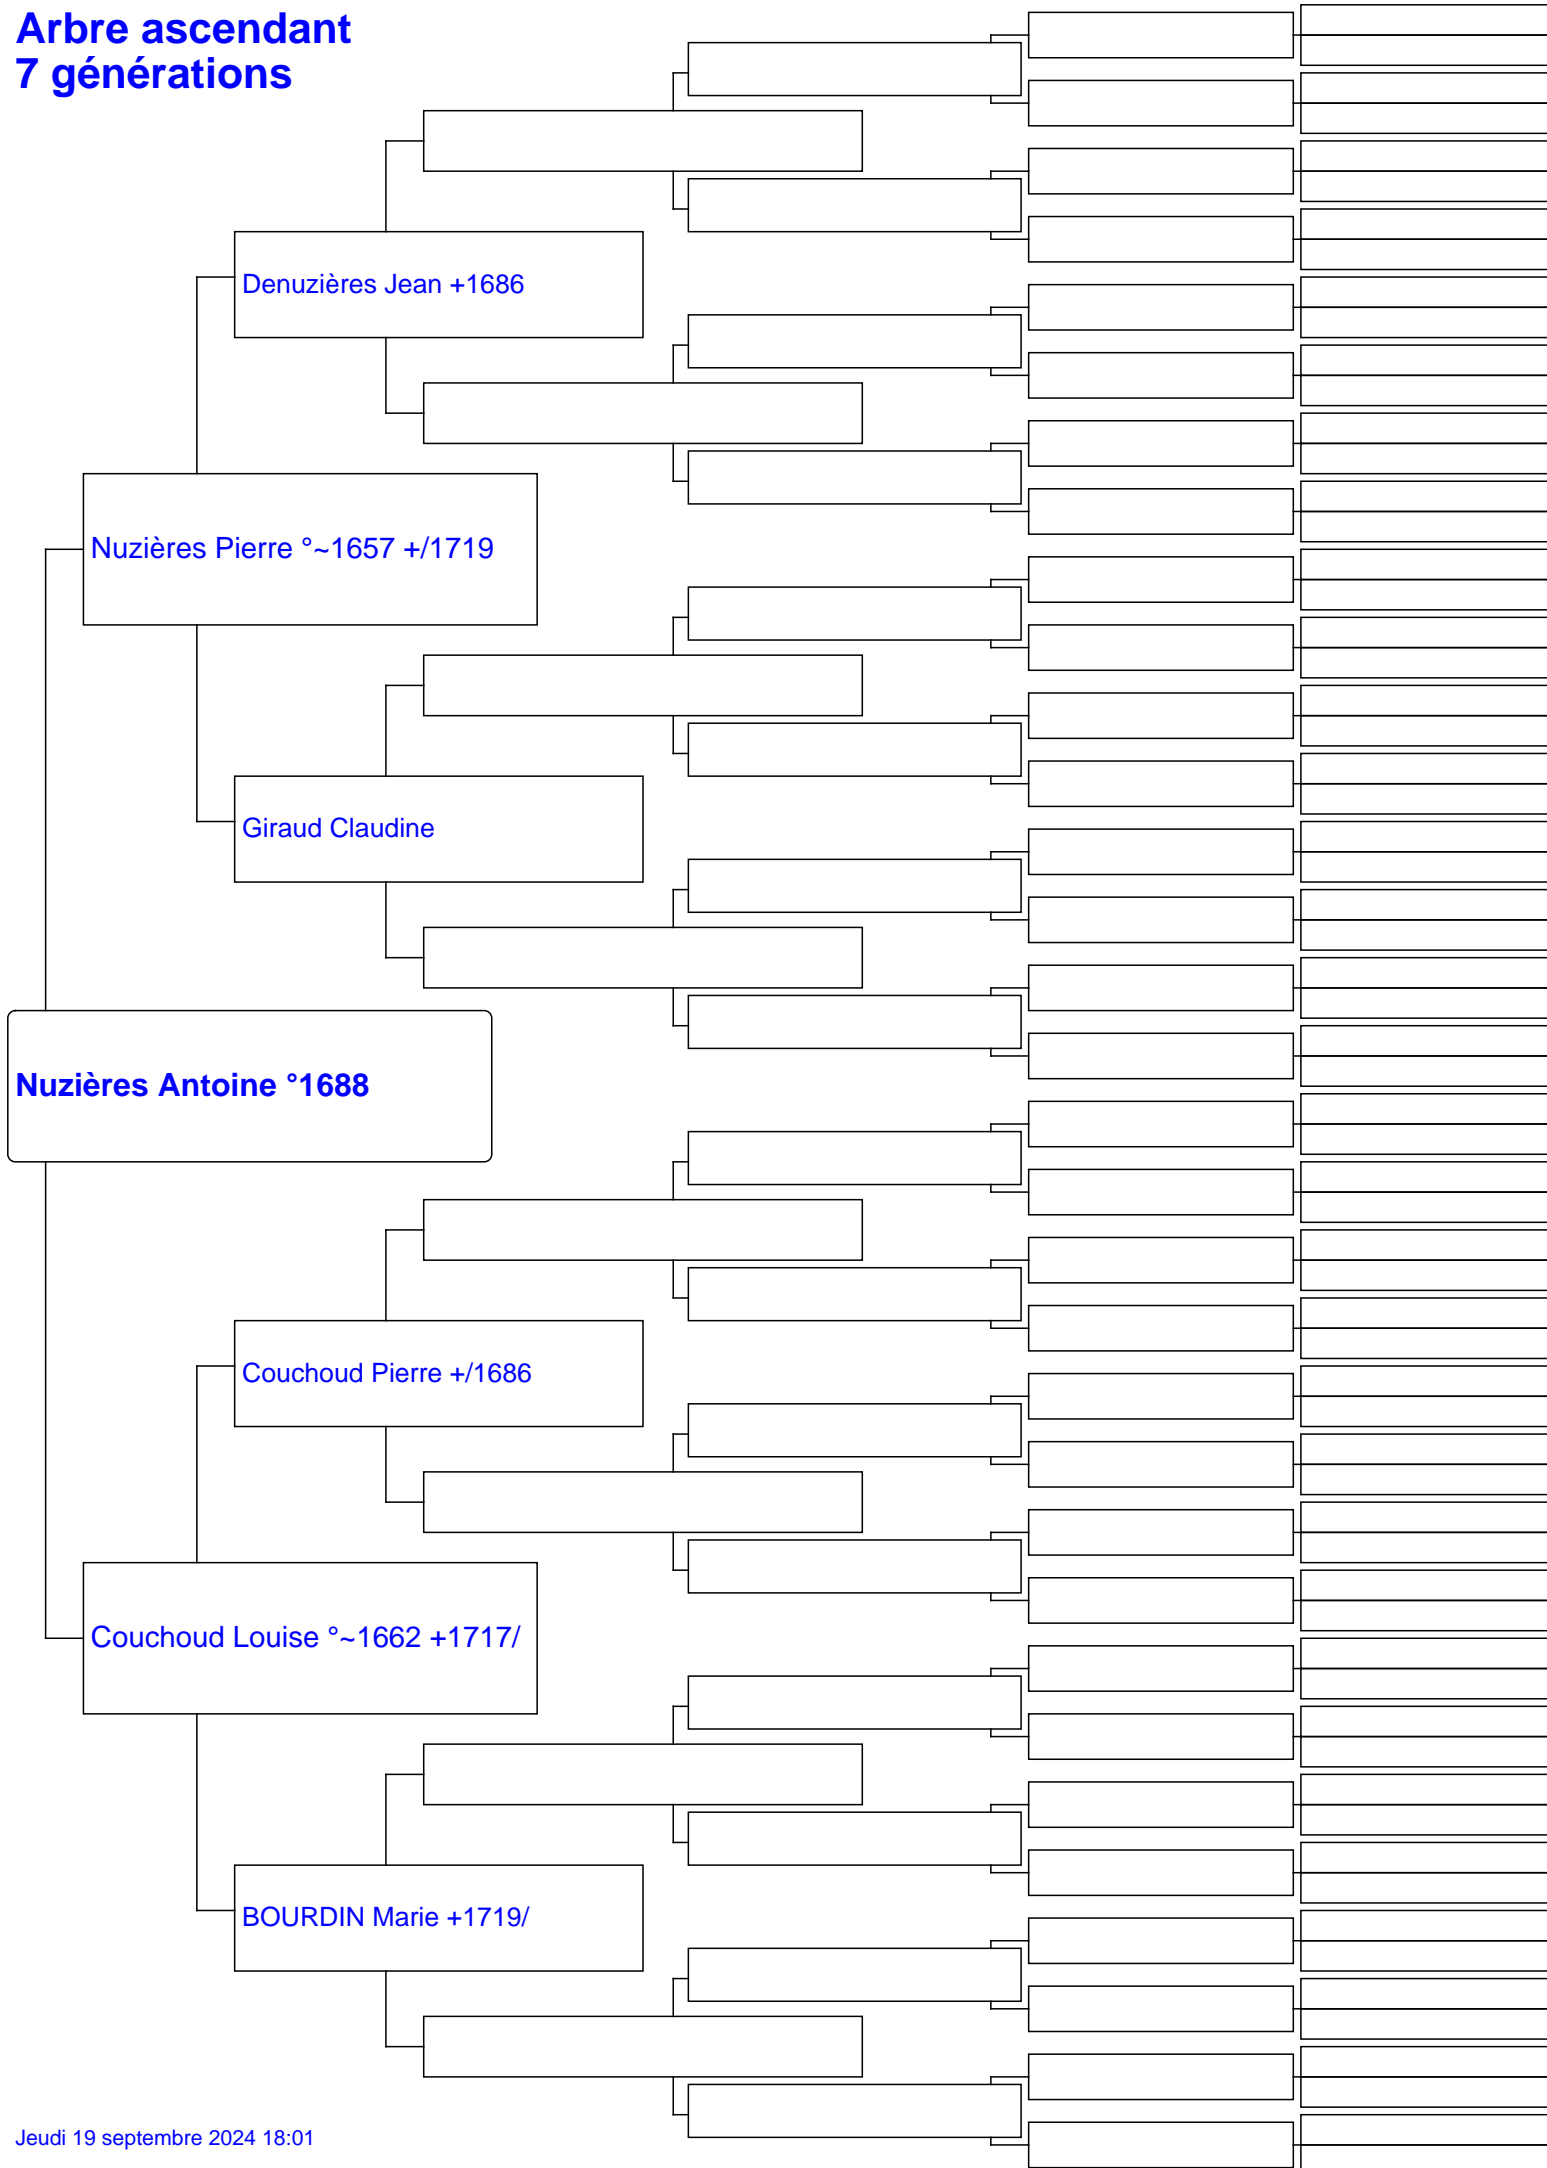 Arbre ascendant
7 générations
Denuzières Jean +1686
Nuzières Pierre °~1657 +/1719
Giraud Claudine
Nuzières Antoine °1688
Couchoud Pierre +/1686
Couchoud Louise °~1662 +1717/
BOURDIN Marie +1719/
Jeudi 19 septembre 2024 18:01